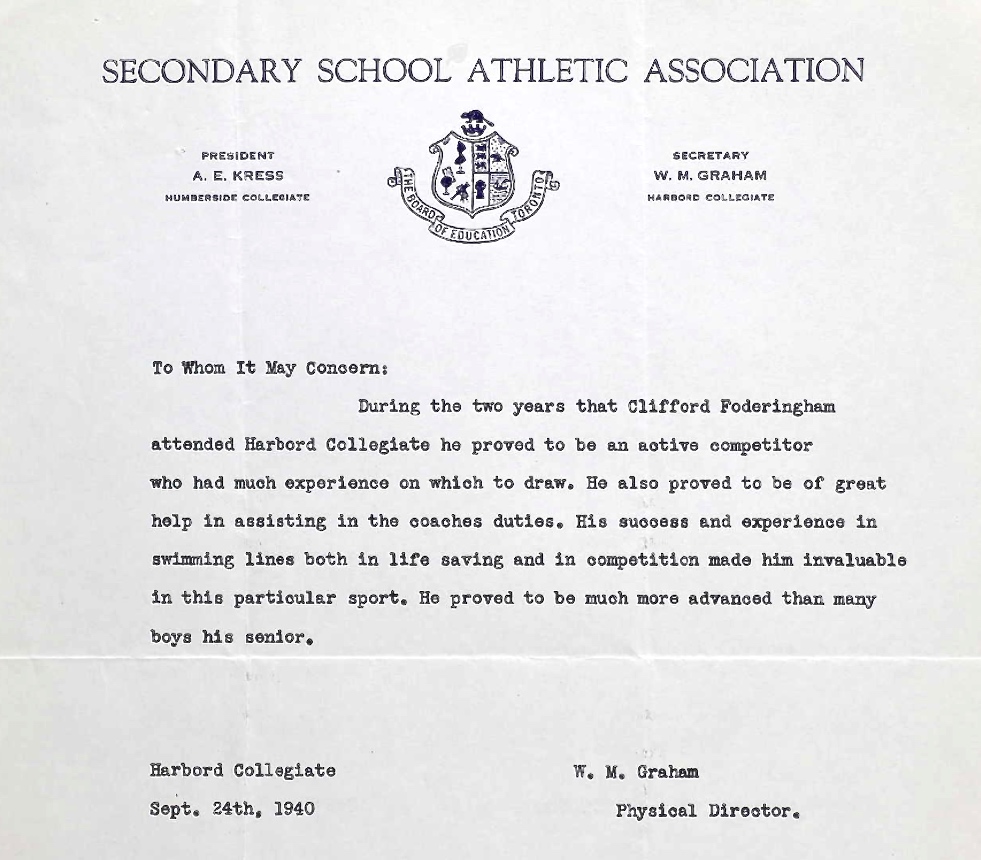 SECONDARY SCHOOL ATHLETIC ASSOCIATION
PRESIDENT
A. E. KRESS
HUMBERSIDE COLLEGIATE
THE BOARD OF EDUCATION TORONTO
SECRETARY
W. M. GRAHAM
HARBORD COLLEGIATE
To Whom It May Concern:
During the two years that Clifford Foderingham
attended Harbord Collegiate he proved to be an active competitor
who had much experience on which to draw. He also proved to be of great
help in assisting in the coaches duties. His success and experience in
swimming lines both in life saving and in competition made him invaluable
in this particular sport. He proved to be much more advanced than many
boys his senior.
Harbord Collegiate
W. M. Graham
Sept. 24th, 1940
Physical Director.